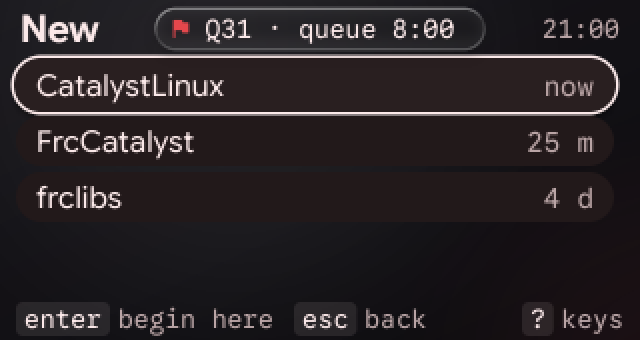 New Q31 · queue 8:00 21:00
CatalystLinux now
FrcCatalyst 25 m
frclibs 4 d
enter begin here esc back ? keys